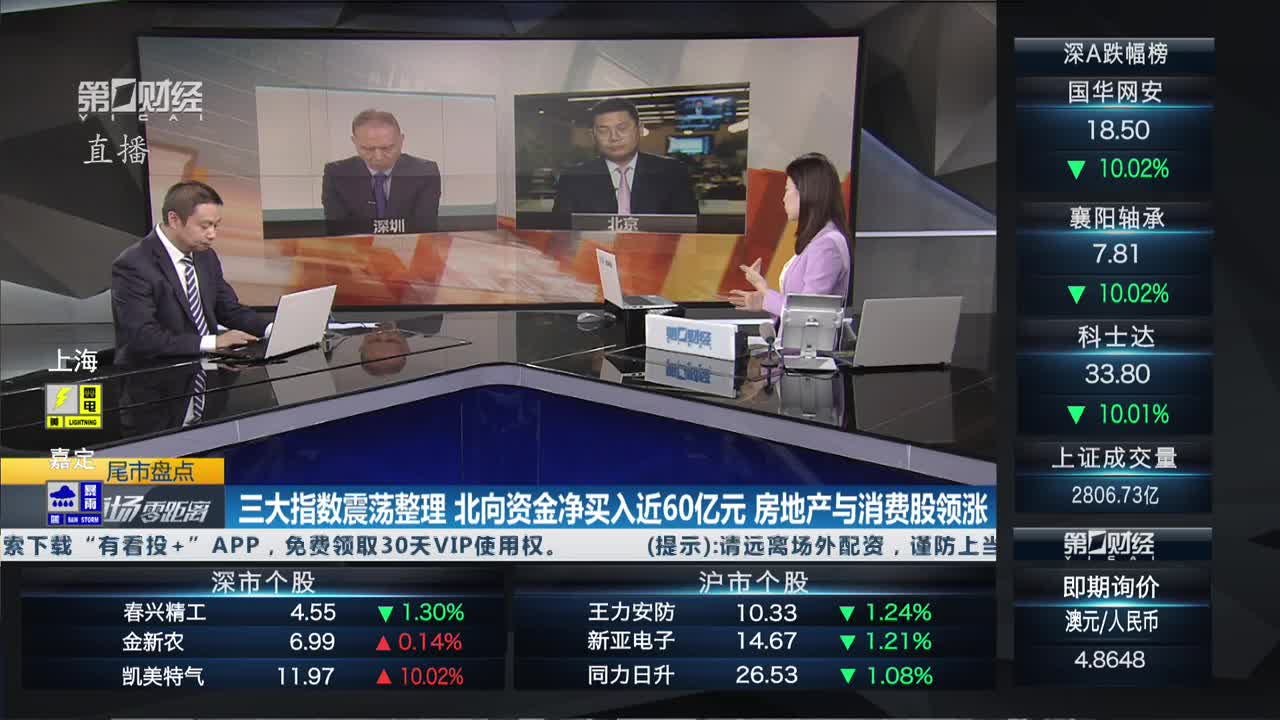 第一财经
YICAI
直播
深圳
北京
第一财经
上海
雷电
黄 LIGHTNING
嘉定
暴雨
蓝 RAIN STORM
尾市盘点
市场零距离
三大指数震荡整理 北向资金净买入近60亿元 房地产与消费股领涨
索下载“有看投+”APP，免费领取30天VIP使用权。 (提示):请远离场外配资，谨防上当
深市个股
春兴精工 4.55 ▼1.30%
金新农 6.99 ▲0.14%
凯美特气 11.97 ▲10.02%
沪市个股
王力安防 10.33 ▼1.24%
新亚电子 14.67 ▼1.21%
同力日升 26.53 ▼1.08%
深A跌幅榜
国华网安
18.50
▼ 10.02%
襄阳轴承
7.81
▼ 10.02%
科士达
33.80
▼ 10.01%
上证成交量
2806.73亿
第一财经
YICAI
即期询价
澳元/人民币
4.8648